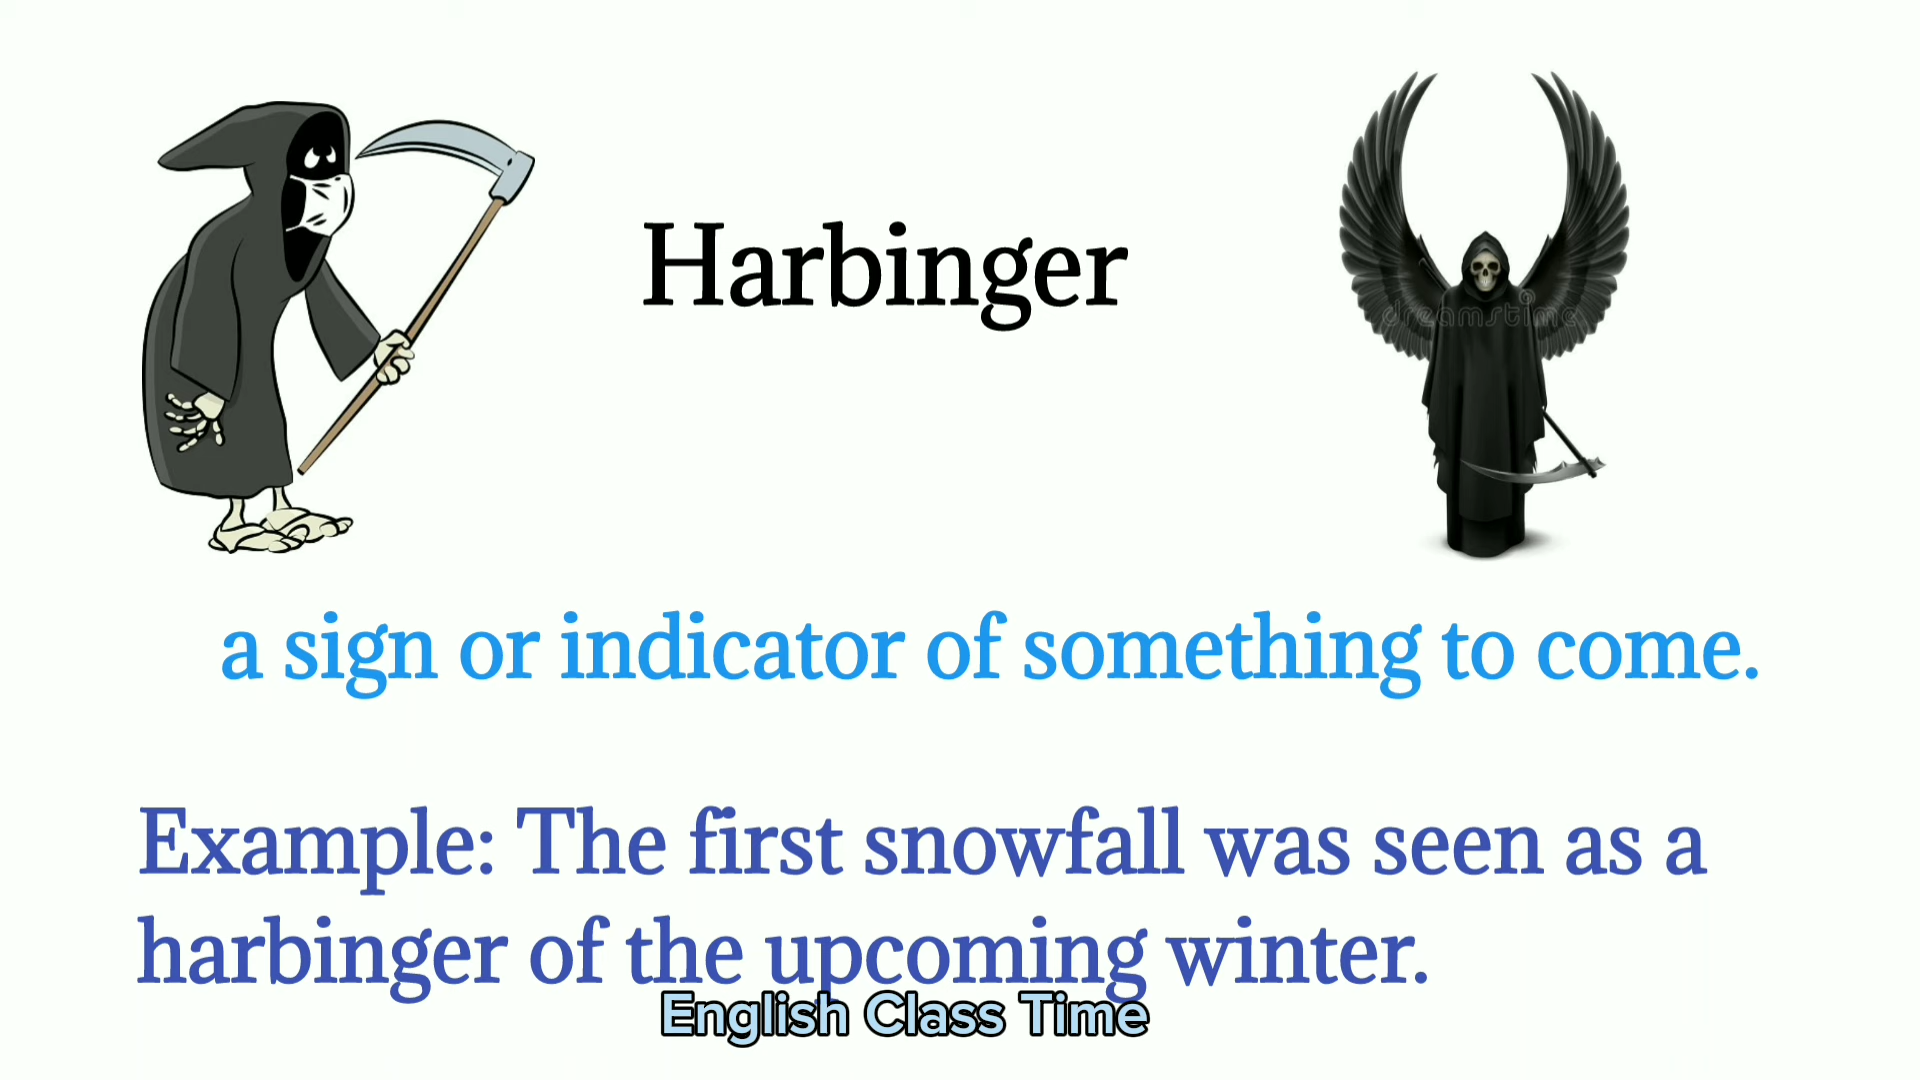 Harbinger
dreamstime
a sign or indicator of something to come.
Example: The first snowfall was seen as a
harbinger of the upcoming winter.
English Class Time